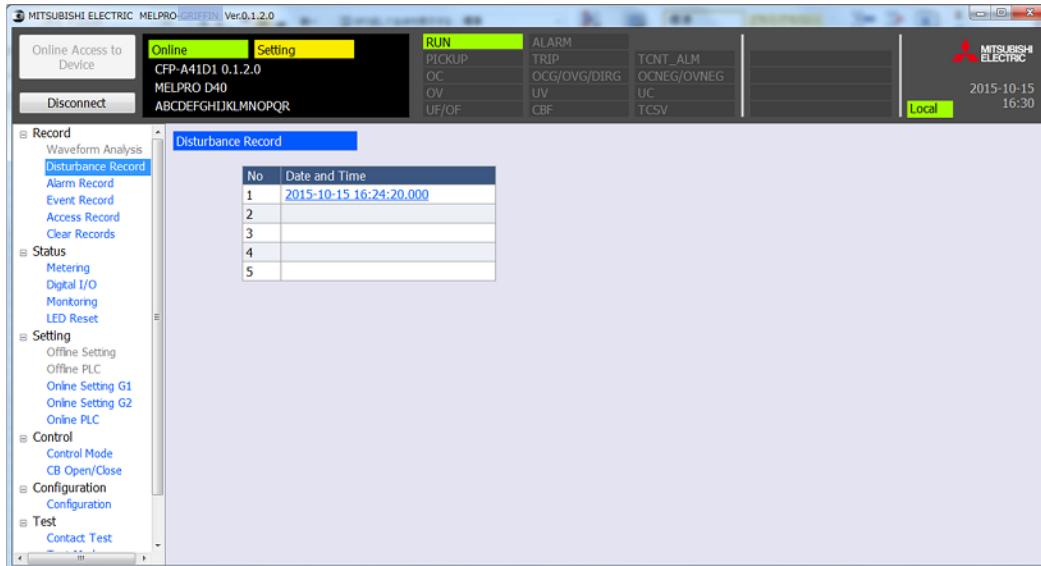 MITSUBISHI ELECTRIC MELPRO-GRIFFIN Ver.0.1.2.0
Online Access to
Device
Disconnect
Online Setting
CFP-A41D1 0.1.2.0
MELPRO D40
ABCDEFGHIJKLMNOPQR
RUN ALARM
PICKUP TRIP TCNT_ALM
OC OCG/OVG/DIRG OCNEG/OVNEG
OV UV UC
UF/OF CBF TCSV
MITSUBISHI
ELECTRIC
2015-10-15
Local 16:30
Record
Waveform Analysis
Disturbance Record
Alarm Record
Event Record
Access Record
Clear Records
Status
Metering
Digital I/O
Monitoring
LED Reset
Setting
Offline Setting
Offline PLC
Online Setting G1
Online Setting G2
Online PLC
Control
Control Mode
CB Open/Close
Configuration
Configuration
Test
Contact Test
Disturbance Record
No Date and Time
1 2015-10-15 16:24:20.000
2
3
4
5